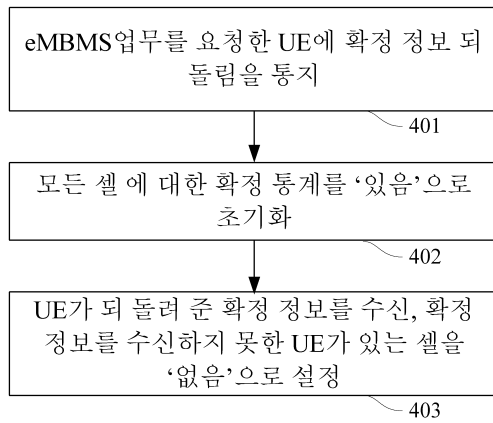 eMBMS업무를 요청한 UE에 확정 정보 되
돌림을 통지
401
모든 셀 에 대한 확정 통계를 ‘있음’으로
초기화
402
UE가 되 돌려 준 확정 정보를 수신, 확정
정보를 수신하지 못한 UE가 있는 셀을
‘없음’으로 설정
403